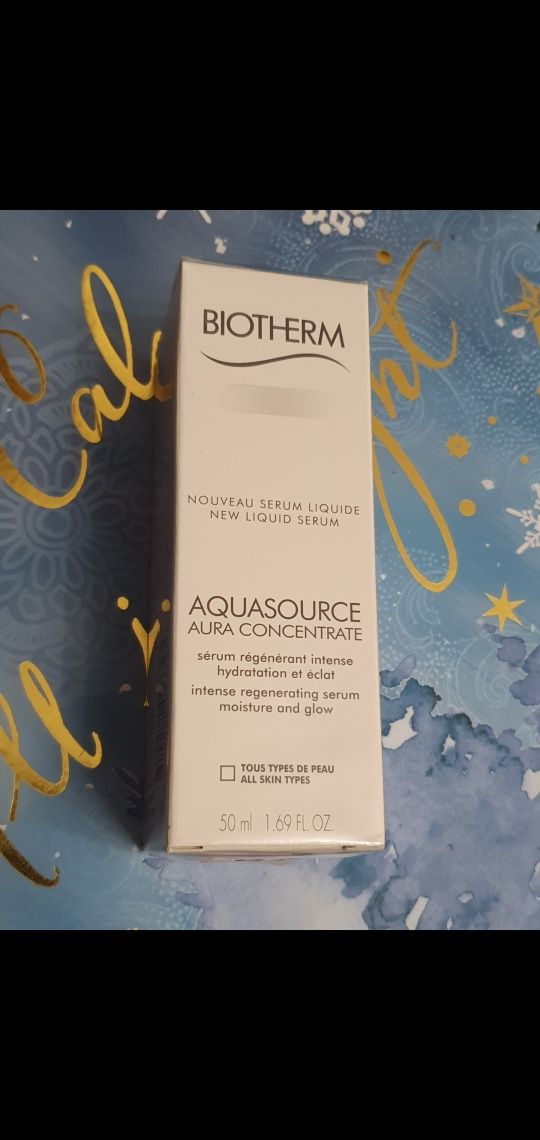 BIOTHERM
NOUVEAU SERUM LIQUIDE
NEW LIQUID SERUM
AQUASOURCE
AURA CONCENTRATE
sérum régénérant intense
hydratation et éclat
intense regenerating serum
moisture and glow
TOUS TYPES DE PEAU
ALL SKIN TYPES
50 ml 1.69 FL. OZ.